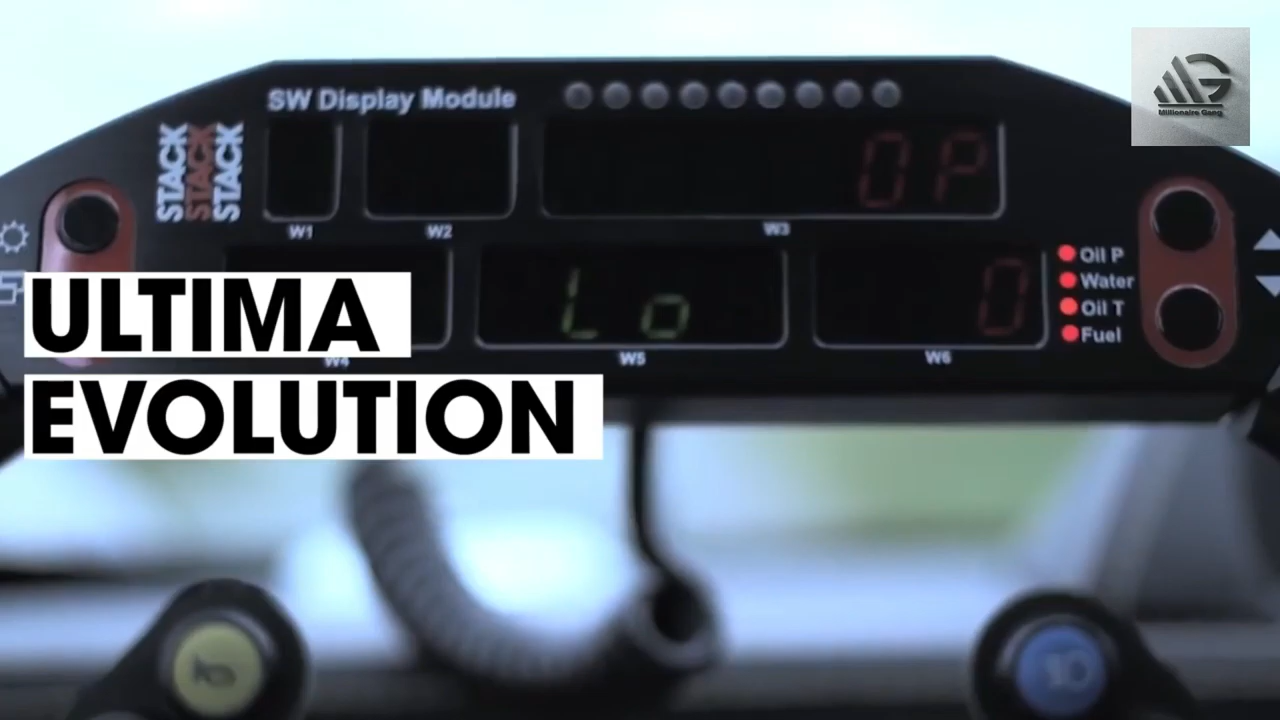 SW Display Module
Millionaire Gang
STACK
STACK
STACK
OP
W1
W2
W3
Lo
0
Oil P
Water
Oil T
Fuel
W4
W5
W6
ULTIMA
EVOLUTION